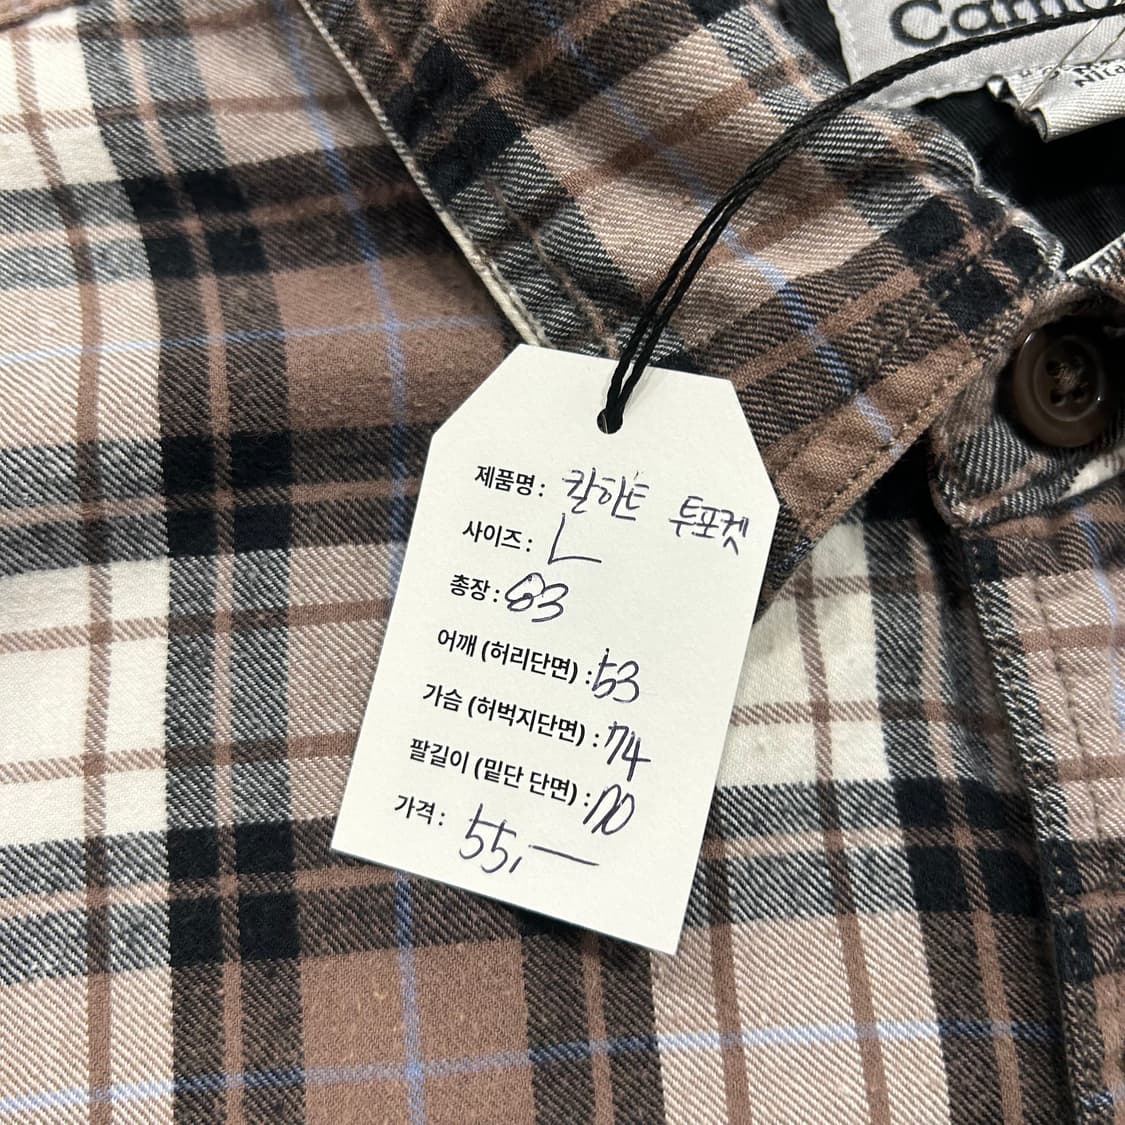 제품명: 칼하트 투포켓
사이즈: L
총장: 83
어깨 (허리단면) : 53
가슴 (허벅지단면) : 74
팔길이 (밑단 단면) : 70
가격: 55,—